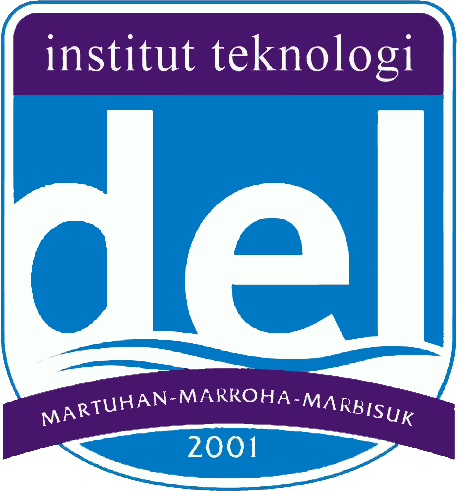 institut teknologi
del
MARTUHAN-MARROHA-MARBISUK
2001